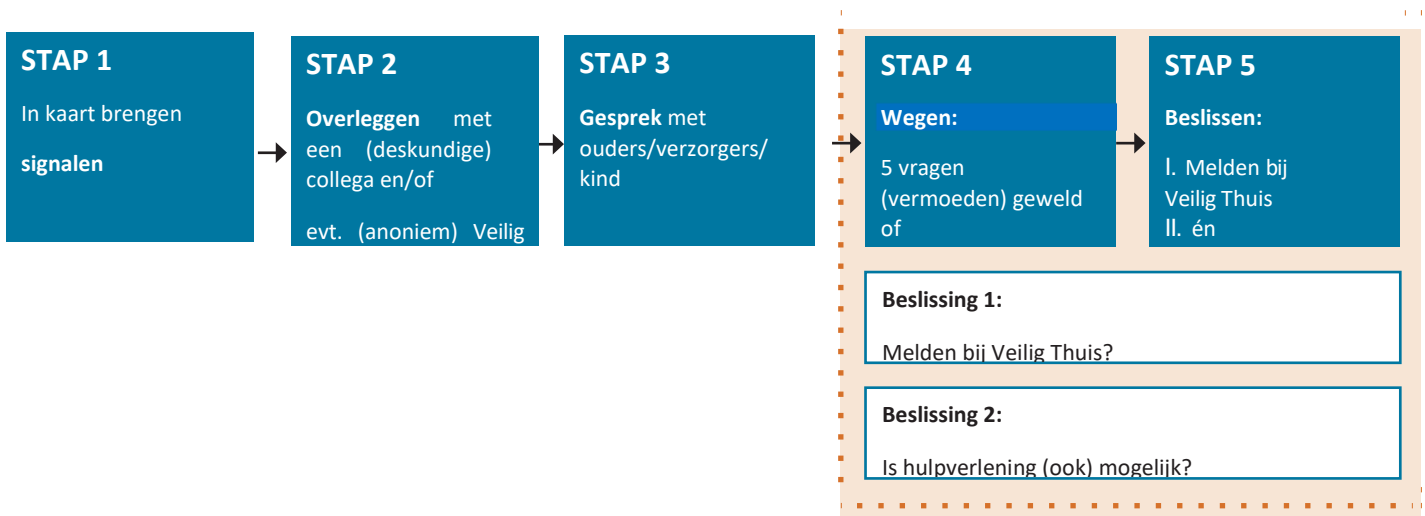 STAP 1
In kaart brengen
signalen
STAP 2
Overleggen met
een (deskundige)
collega en/of
evt. (anoniem) Veilig
STAP 3
Gesprek met
ouders/verzorgers/
kind
STAP 4
Wegen:
5 vragen
(vermoeden) geweld
of
STAP 5
Beslissen:
I. Melden bij
Veilig Thuis
II. én
Beslissing 1:
Melden bij Veilig Thuis?
Beslissing 2:
Is hulpverlening (ook) mogelijk?